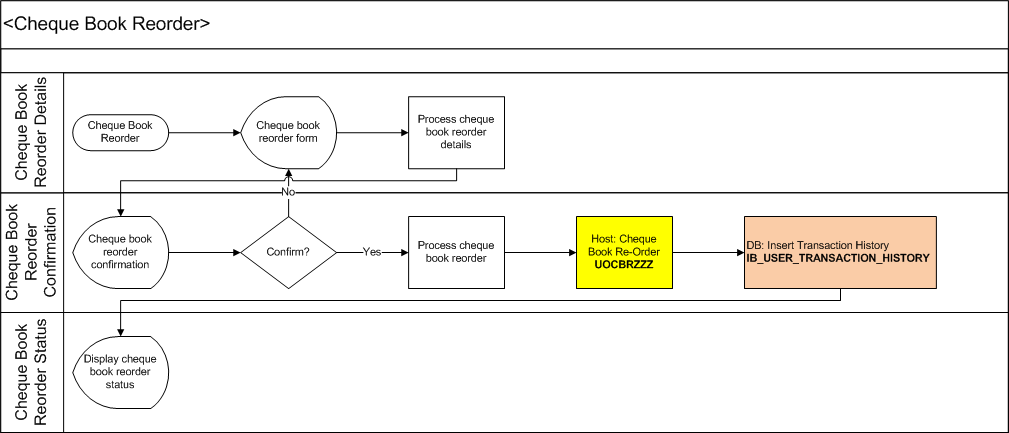 <Cheque Book Reorder>
Cheque Book
Reorder Details
Cheque Book
Reorder
Cheque book
reorder form
Process cheque
book reorder
details
No
Cheque Book
Reorder
Confirmation
Cheque book
reorder
confirmation
Confirm?
Yes
Process cheque
book reorder
Host: Cheque
Book Re-Order
UOCBRZZZ
DB: Insert Transaction History
IB_USER_TRANSACTION_HISTORY
Cheque Book
Reorder Status
Display cheque
book reorder
status